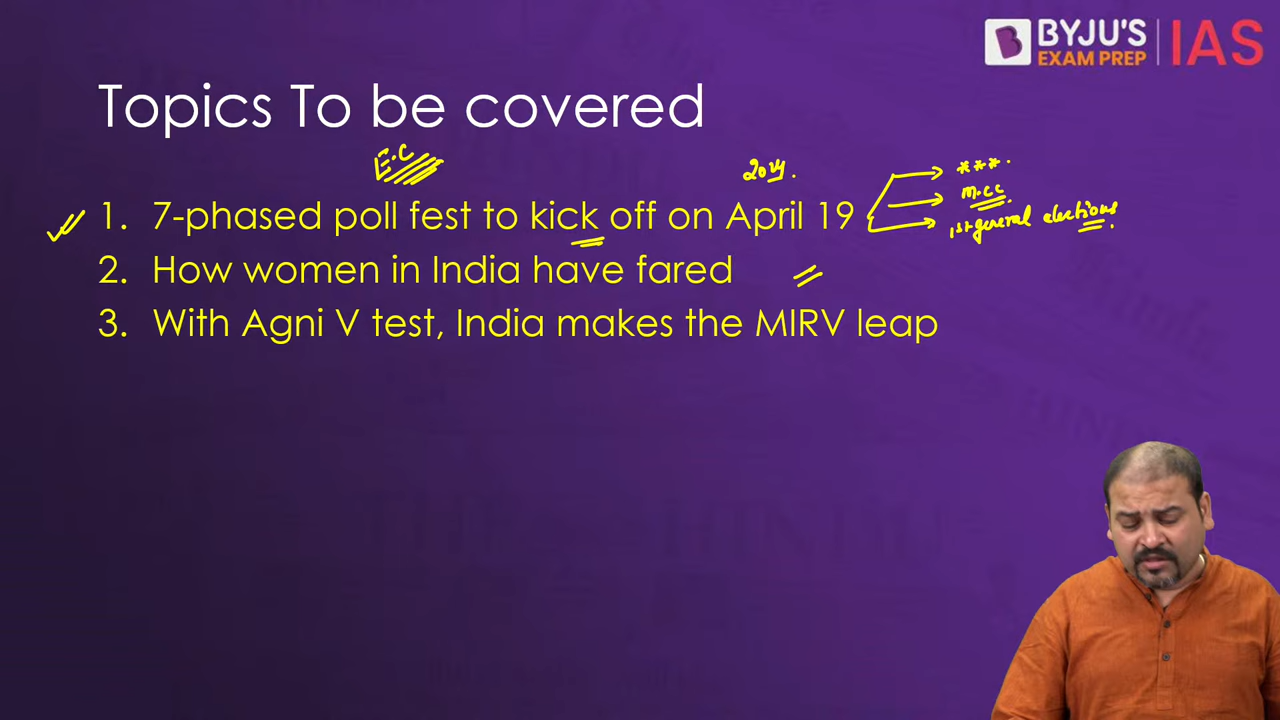 BYJU'S IAS
EXAM PREP
Topics To be covered
E.C
2024.
1. 7-phased poll fest to kick off on April 19
***.
M.C.C.
1st general elections.
2. How women in India have fared
3. With Agni V test, India makes the MIRV leap